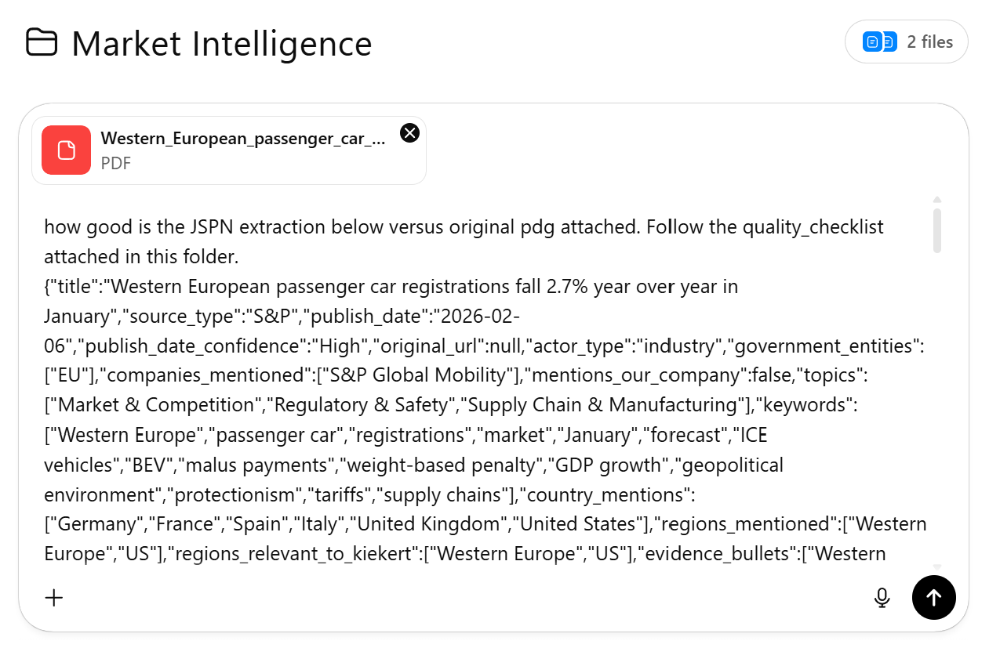 Market Intelligence
2 files
Western_European_passenger_car_...
PDF
how good is the JSPN extraction below versus original pdg attached. Follow the quality_checklist
attached in this folder.
{"title":"Western European passenger car registrations fall 2.7% year over year in
January","source_type":"S&P","publish_date":"2026-02-
06","publish_date_confidence":"High","original_url":null,"actor_type":"industry","government_entities":
["EU"],"companies_mentioned":["S&P Global Mobility"],"mentions_our_company":false,"topics":
["Market & Competition","Regulatory & Safety","Supply Chain & Manufacturing"],"keywords":
["Western Europe","passenger car","registrations","market","January","forecast","ICE
vehicles","BEV","malus payments","weight-based penalty","GDP growth","geopolitical
environment","protectionism","tariffs","supply chains"],"country_mentions":
["Germany","France","Spain","Italy","United Kingdom","United States"],"regions_mentioned":["Western
Europe","US"],"regions_relevant_to_kiekert":["Western Europe","US"],"evidence_bullets":["Western